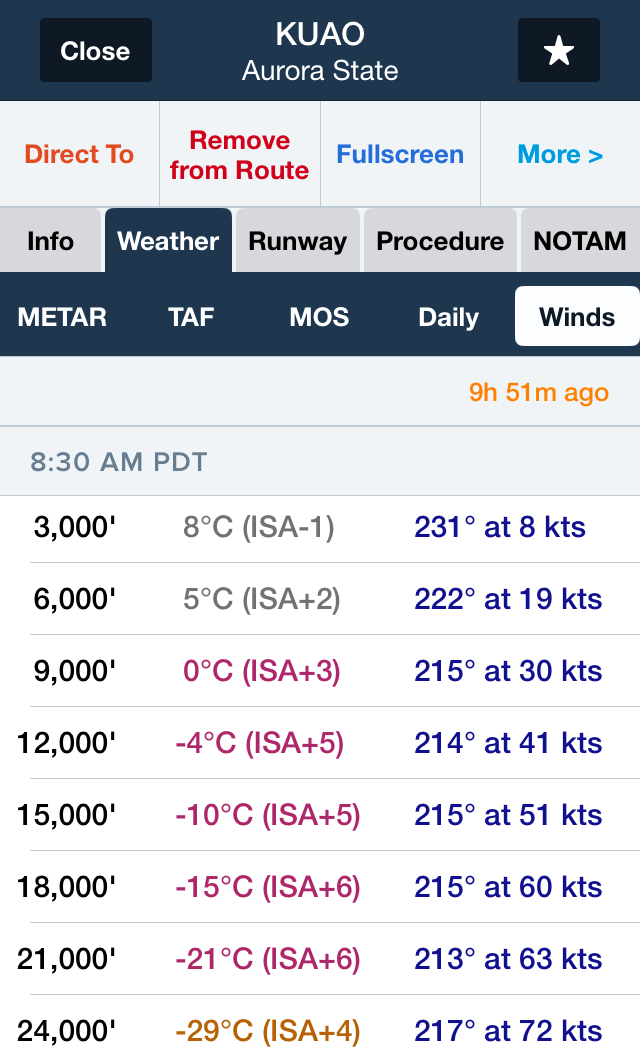 Close
KUAO
Aurora State
★
Direct To
Remove
from Route
Fullscreen
More >
Info
Weather
Runway
Procedure
NOTAM
METAR
TAF
MOS
Daily
Winds
9h 51m ago
8:30 AM PDT
3,000' 8°C (ISA-1) 231° at 8 kts
6,000' 5°C (ISA+2) 222° at 19 kts
9,000' 0°C (ISA+3) 215° at 30 kts
12,000' -4°C (ISA+5) 214° at 41 kts
15,000' -10°C (ISA+5) 215° at 51 kts
18,000' -15°C (ISA+6) 215° at 60 kts
21,000' -21°C (ISA+6) 213° at 63 kts
24,000' -29°C (ISA+4) 217° at 72 kts